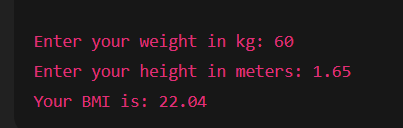 Enter your weight in kg: 60
Enter your height in meters: 1.65
Your BMI is: 22.04